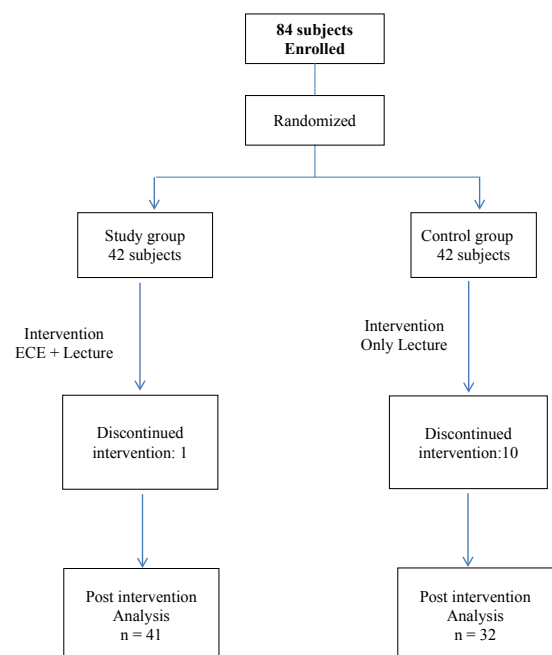 84 subjects
Enrolled
Randomized
Study group
42 subjects
Control group
42 subjects
Intervention
ECE + Lecture
Intervention
Only Lecture
Discontinued
intervention: 1
Discontinued
intervention:10
Post intervention
Analysis
n = 41
Post intervention
Analysis
n = 32